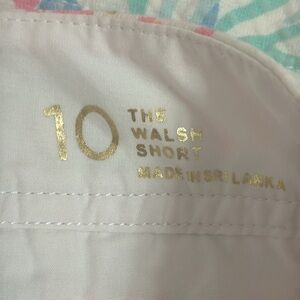 10
THE
WALSH
SHORT
MADE IN SRI LANKA